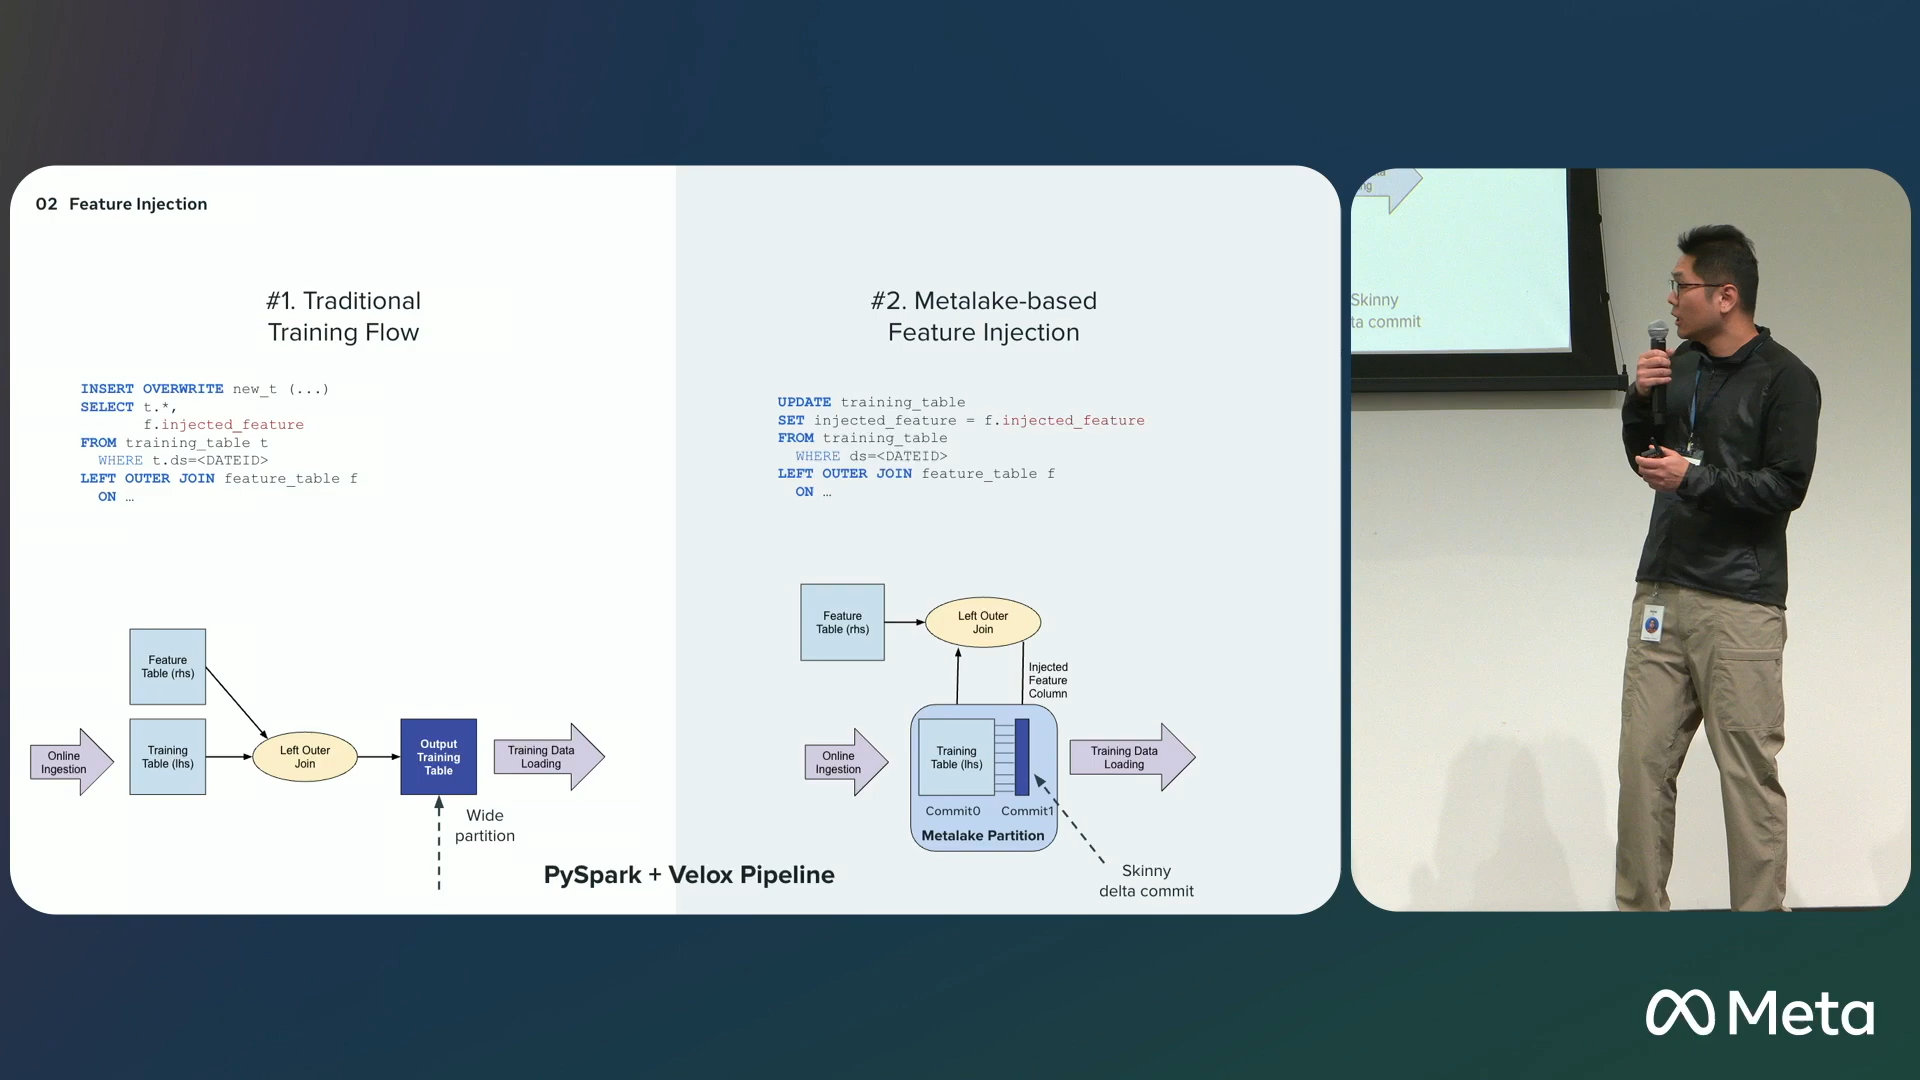 02 Feature Injection
#1. Traditional
Training Flow
INSERT OVERWRITE new_t (...)
SELECT t.*,
f.injected_feature
FROM training_table t
WHERE t.ds=<DATEID>
LEFT OUTER JOIN feature_table f
ON …
Feature
Table (rhs)
Online
Ingestion
Training
Table (lhs)
Left Outer
Join
Output
Training
Table
Training Data
Loading
Wide
partition
#2. Metalake-based
Feature Injection
UPDATE training_table
SET injected_feature = f.injected_feature
FROM training_table
WHERE ds=<DATEID>
LEFT OUTER JOIN feature_table f
ON …
Feature
Table (rhs)
Left Outer
Join
Injected
Feature
Column
Online
Ingestion
Training
Table (lhs)
Commit0 Commit1
Metalake Partition
Training Data
Loading
Skinny
delta commit
PySpark + Velox Pipeline
Skinny
ta commit
Meta